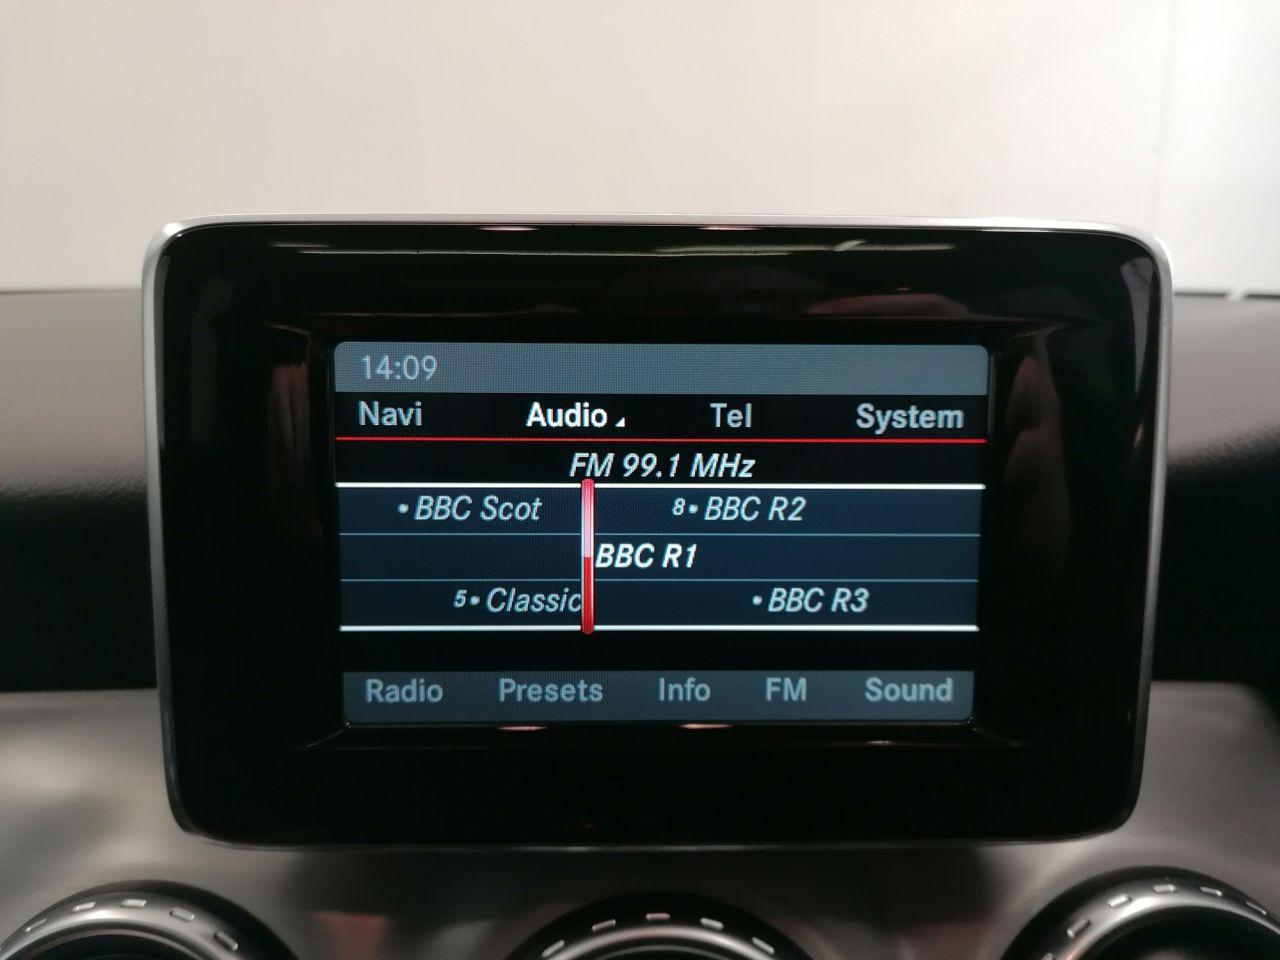 14:09
Navi Audio Tel System
FM 99.1 MHz
•BBC Scot 8•BBC R2
BBC R1
5•Classic •BBC R3
Radio Presets Info FM Sound